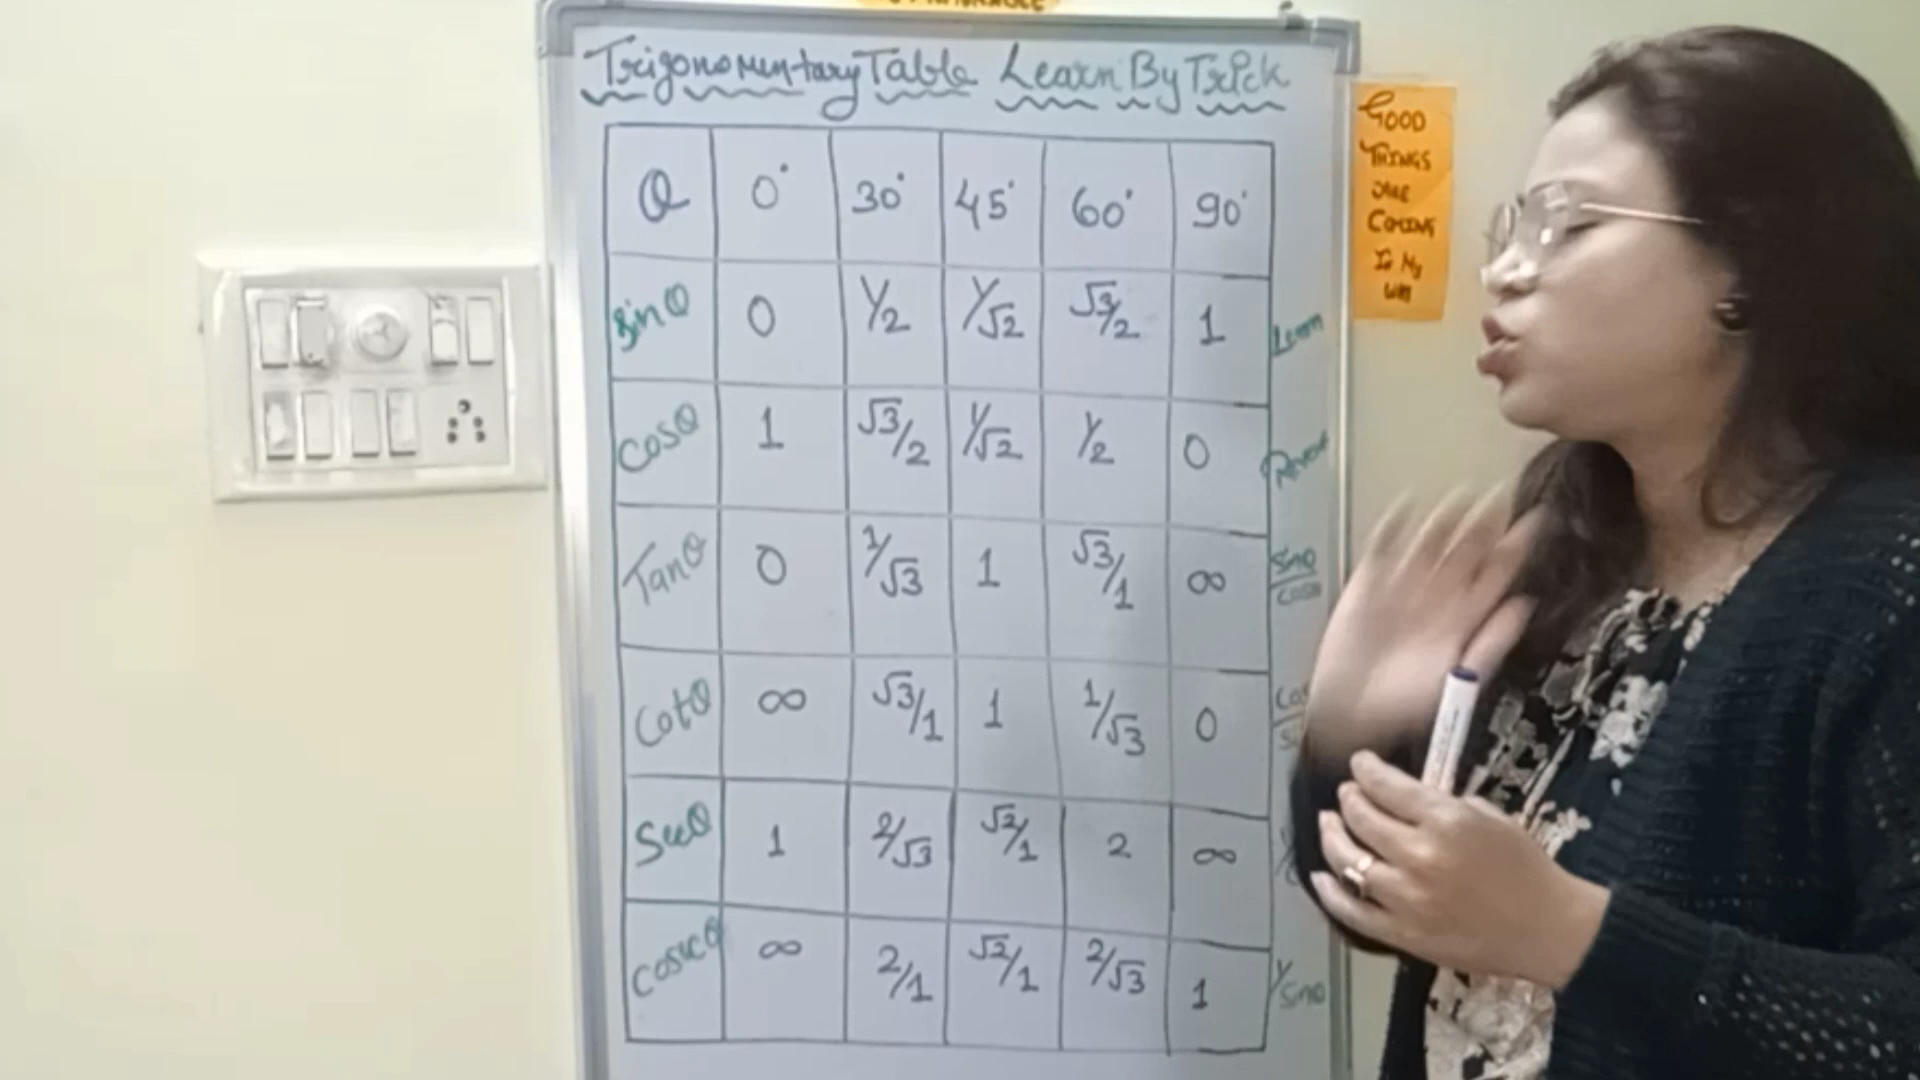 Trigonomentary Table Learn By Trick
θ 0° 30° 45° 60° 90°
Sinθ 0 1/2 1/√2 √3/2 1 Learn
Cosθ 1 √3/2 1/√2 1/2 0
Tanθ 0 1/√3 1 √3/1 ∞ Sinθ/Cosθ
Cotθ ∞ √3/1 1 1/√3 0
Secθ 1 2/√3 √2/1 2 ∞
Cosecθ ∞ 2/1 √2/1 2/√3 1 1/Sinθ
GOOD
THINGS
ARE
COMING
IN MY